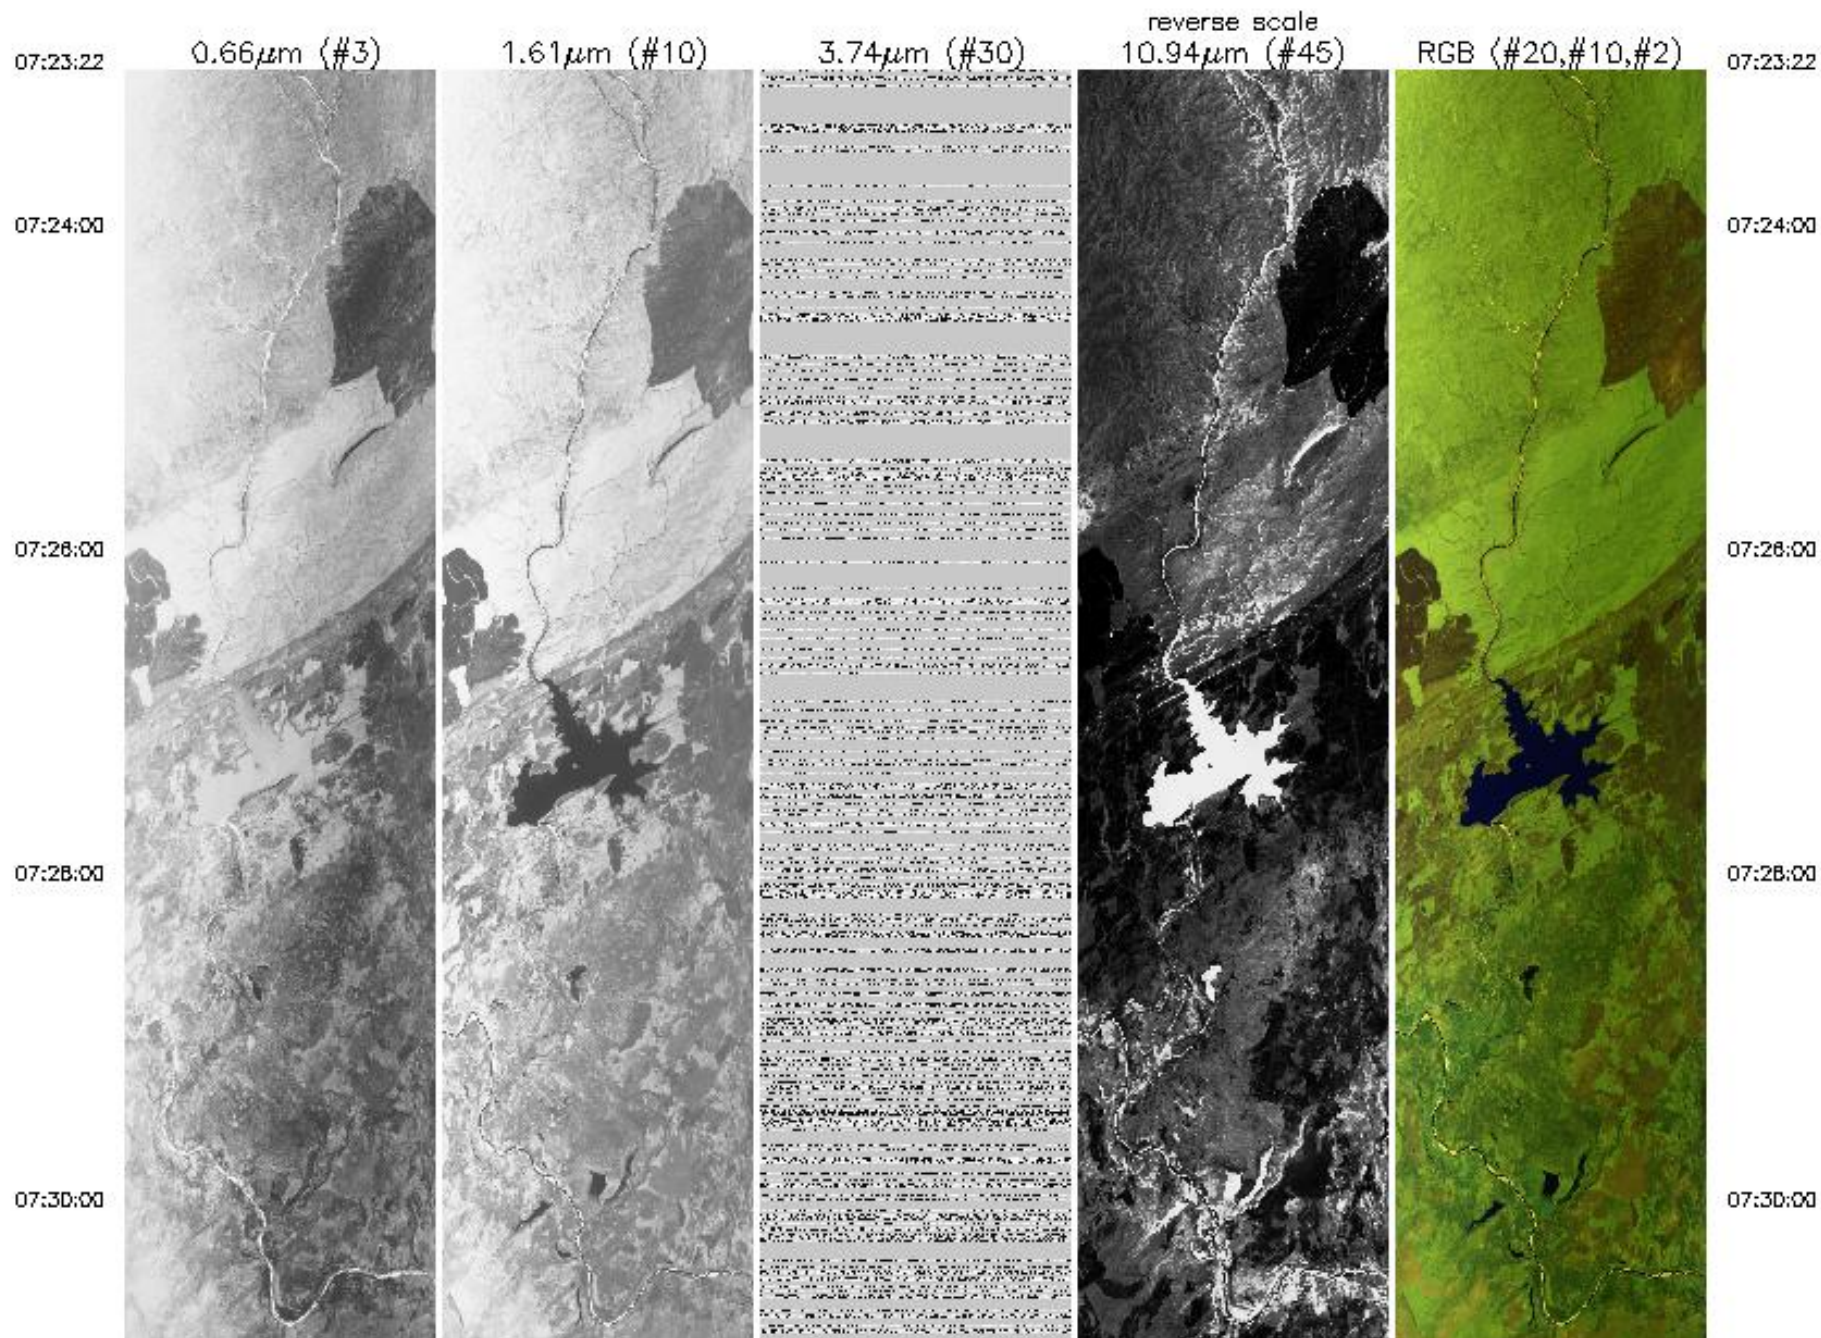 reverse scale
0.66μm (#3) 1.61μm (#10) 3.74μm (#30) 10.94μm (#45) RGB (#20,#10,#2)
07:23:22 07:23:22
07:24:00 07:24:00
07:26:00 07:26:00
07:28:00 07:28:00
07:30:00 07:30:00